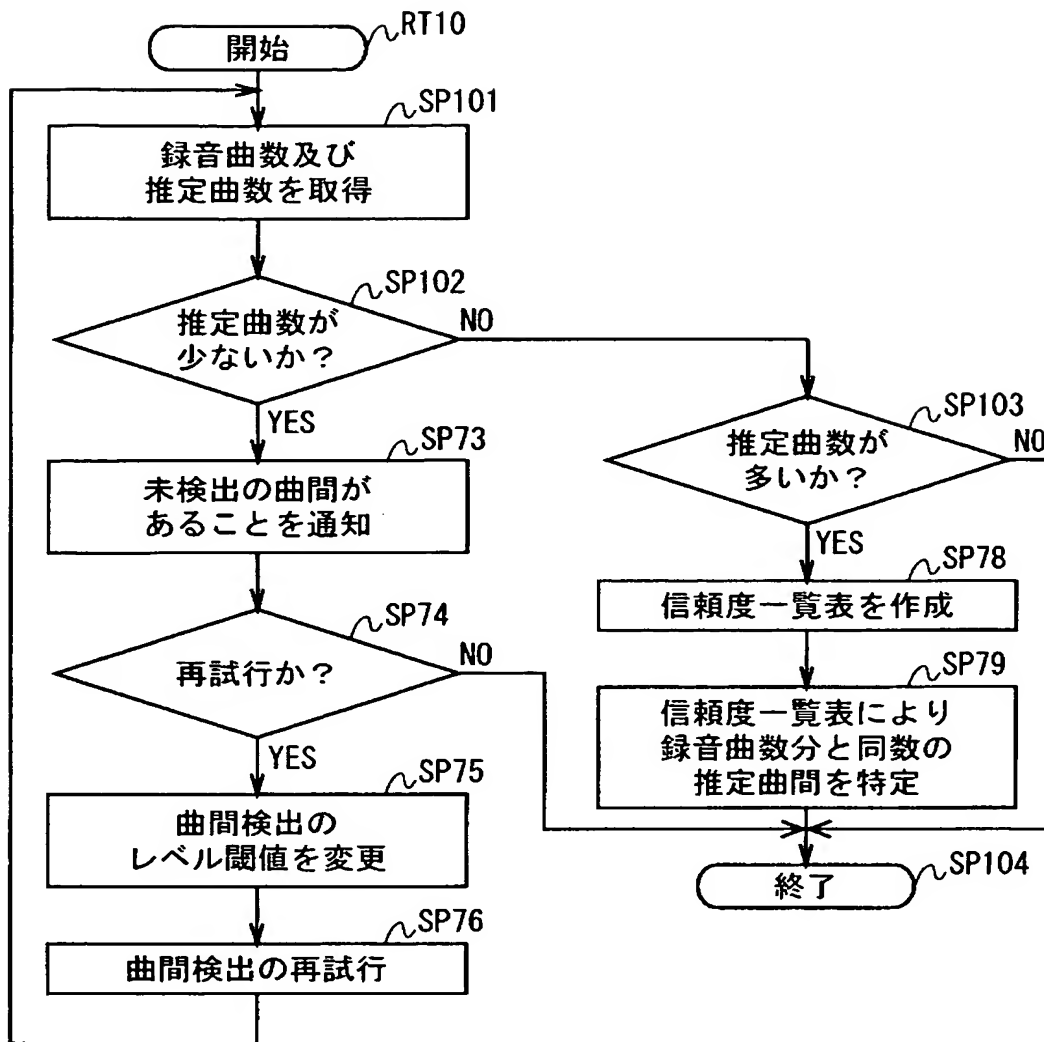 RT10
開始
SP101
録音曲数及び
推定曲数を取得
SP102
推定曲数が
少ないか？
NO
YES
SP73
未検出の曲間が
あることを通知
SP74
再試行か？
NO
YES
SP75
曲間検出の
レベル閾値を変更
SP76
曲間検出の再試行
SP103
推定曲数が
多いか？
NO
YES
SP78
信頼度一覧表を作成
SP79
信頼度一覧表により
録音曲数分と同数の
推定曲間を特定
終了
SP104